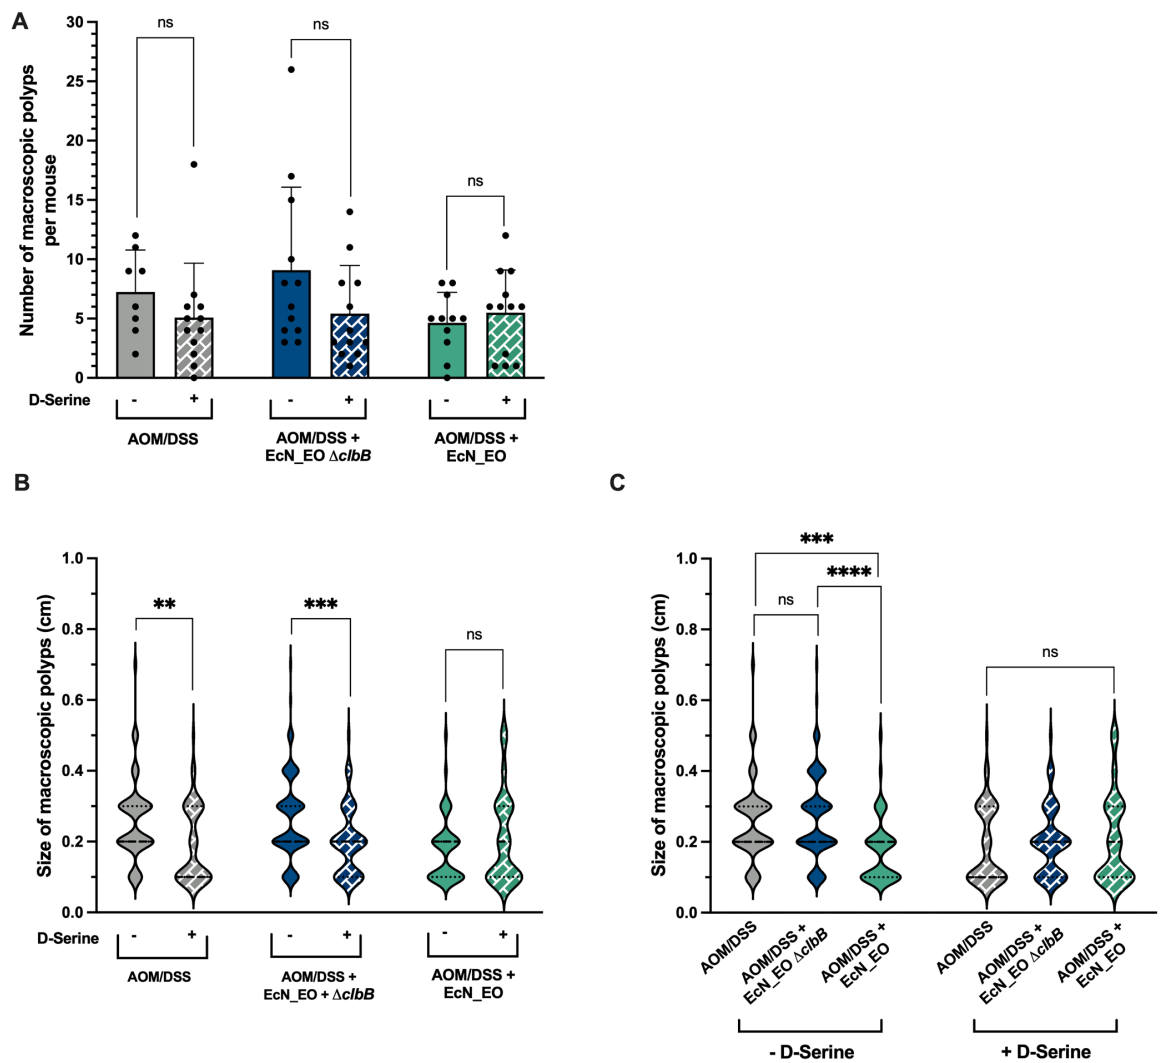 A
Number of macroscopic polyps
per mouse
30
25
20
15
10
5
0
ns
ns
ns
D-Serine - + - + - +
AOM/DSS
AOM/DSS +
EcN_EO ΔclbB
AOM/DSS +
EcN_EO
B
Size of macroscopic polyps (cm)
1.0
0.8
0.6
0.4
0.2
0.0
**
***
ns
D-Serine - + - + - +
AOM/DSS
AOM/DSS +
EcN_EO + ΔclbB
AOM/DSS +
EcN_EO
C
Size of macroscopic polyps (cm)
1.0
0.8
0.6
0.4
0.2
0.0
***
****
ns
ns
AOM/DSS
AOM/DSS +
EcN_EO ΔclbB
AOM/DSS +
EcN_EO
AOM/DSS
AOM/DSS +
EcN_EO ΔclbB
AOM/DSS +
EcN_EO
- D-Serine
+ D-Serine